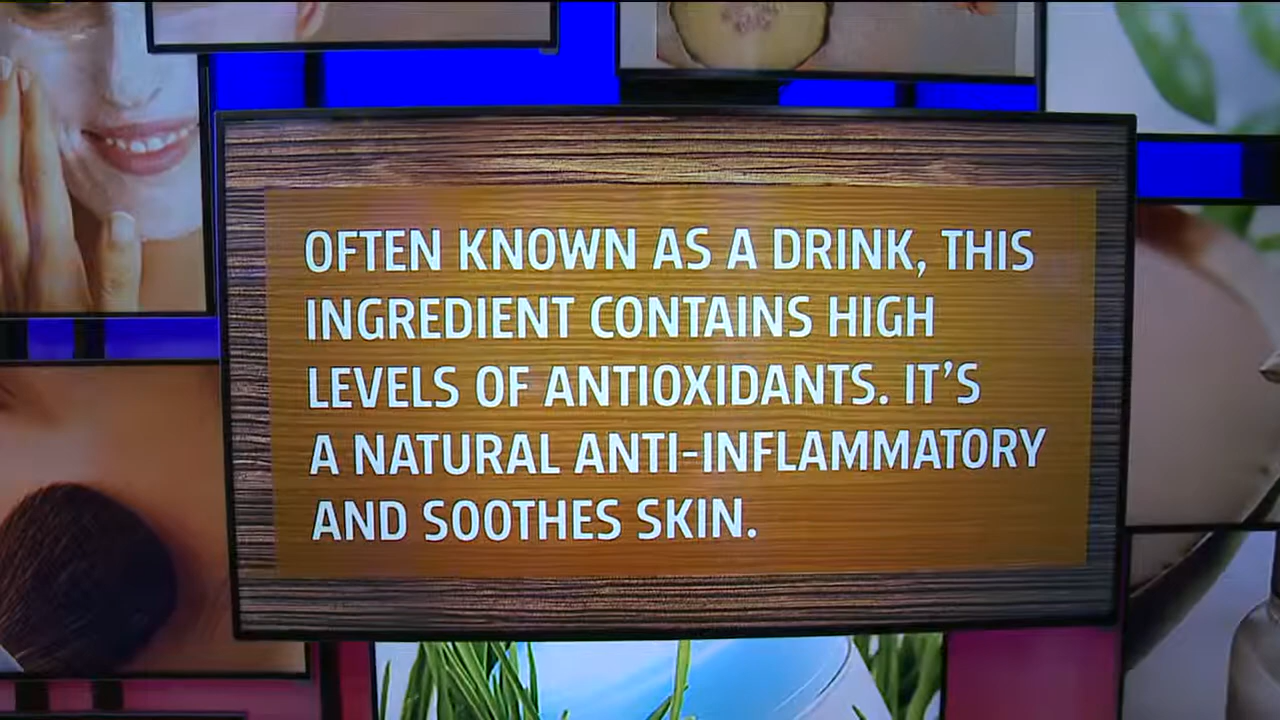 OFTEN KNOWN AS A DRINK, THIS
INGREDIENT CONTAINS HIGH
LEVELS OF ANTIOXIDANTS. IT'S
A NATURAL ANTI-INFLAMMATORY
AND SOOTHES SKIN.